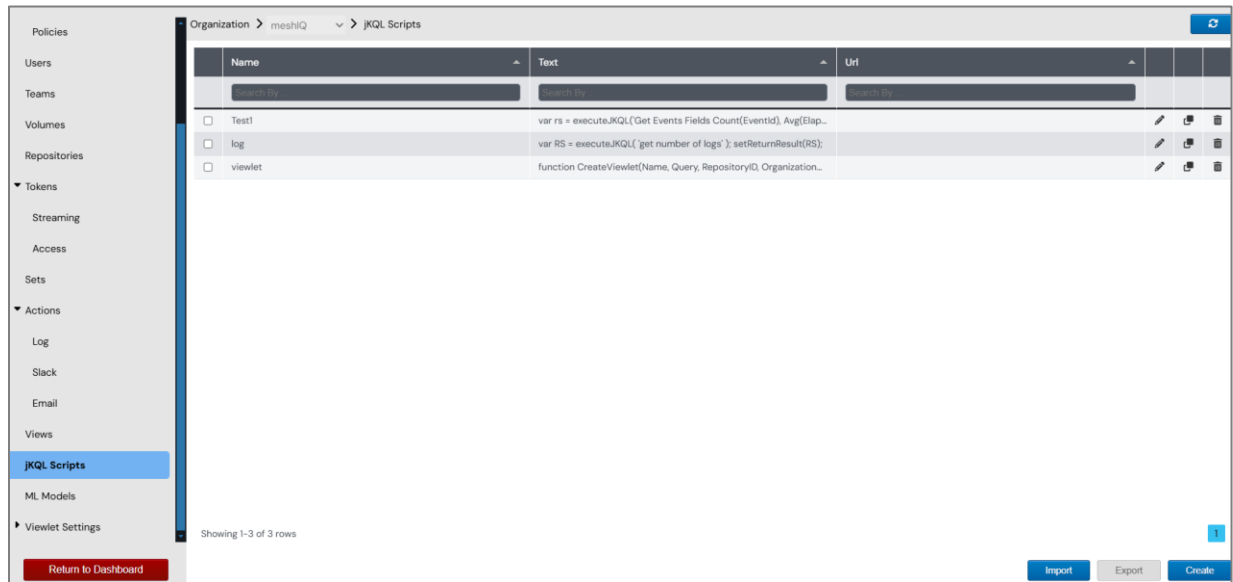 Organization > meshIQ > jKQL Scripts
Policies
Users
Teams
Volumes
Repositories
Tokens
Streaming
Access
Sets
Actions
Log
Slack
Email
Views
jKQL Scripts
ML Models
Viewlet Settings
Return to Dashboard
Name Text Url
Search By Search By Search By
Test1 var rs = executeJKQL('Get Events Fields Count(EventId), Avg(Elap...
log var RS = executeJKQL( 'get number of logs' ); setReturnResult(RS);
viewlet function CreateViewlet(Name, Query, RepositoryID, Organization...
Showing 1-3 of 3 rows 1
Import Export Create